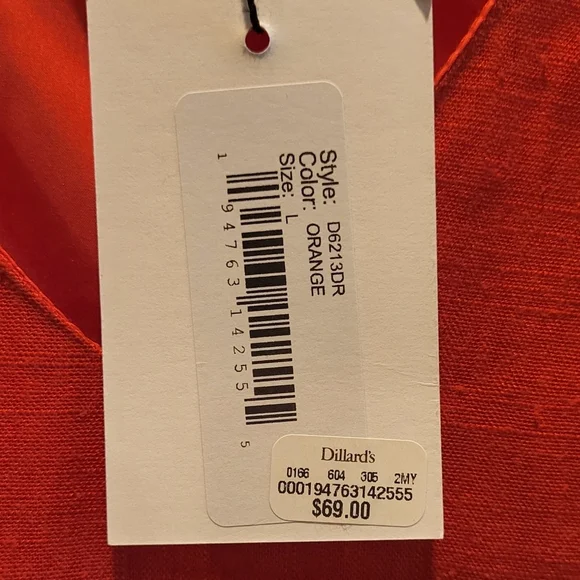 Style: D6213DR
Color: ORANGE
Size: L
1 94763 14255 5
Dillard's
0166 604 305 2MY
000194763142555
$69.00